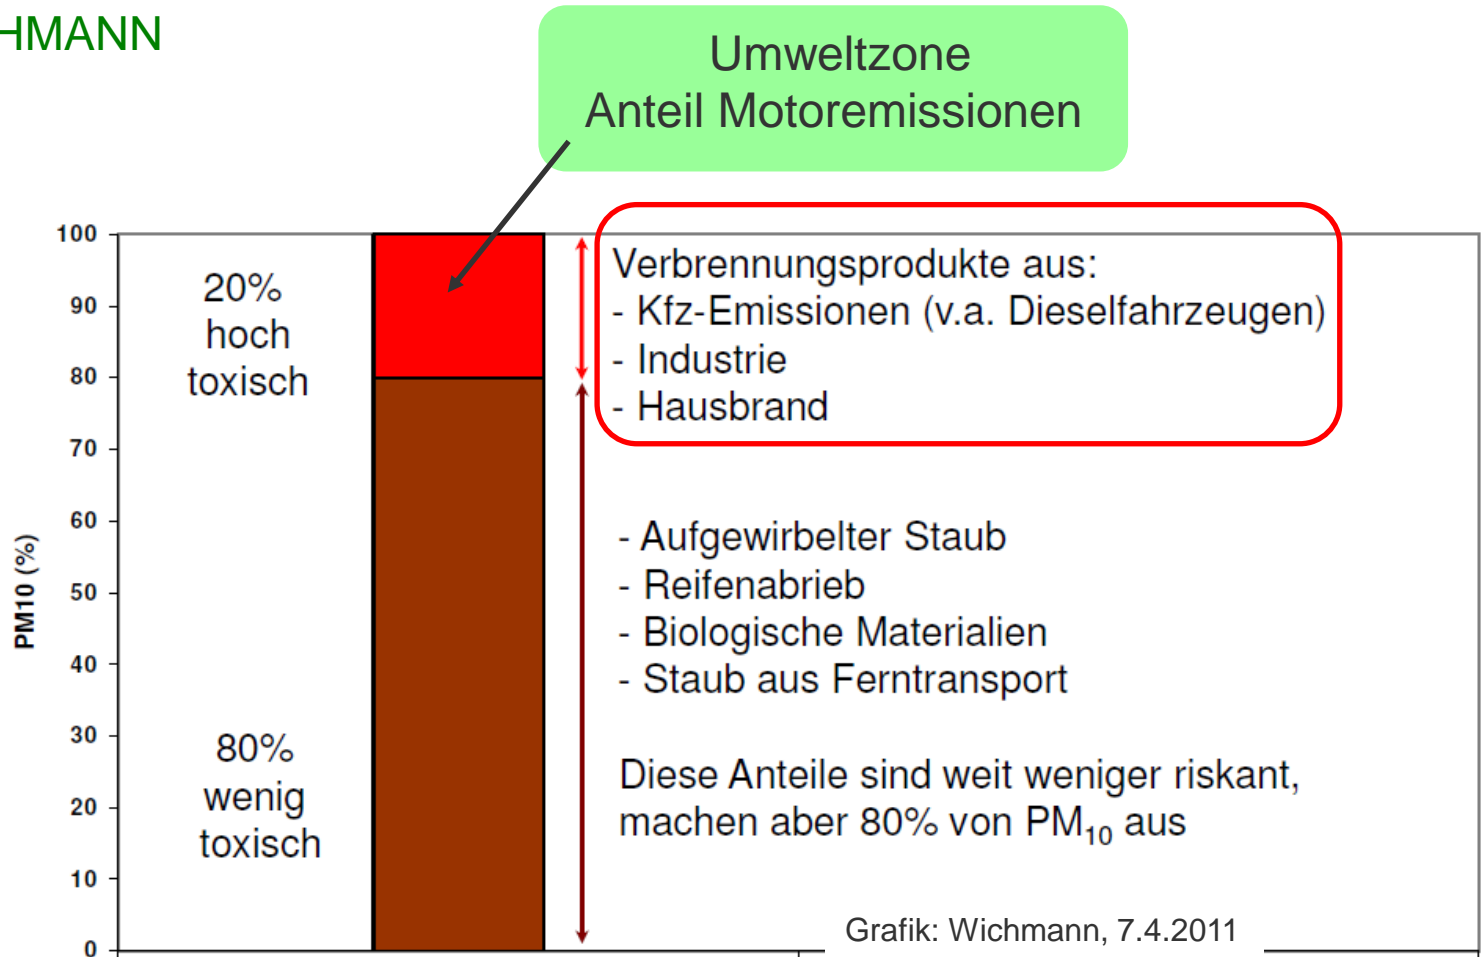 HMANN
Umweltzone
Anteil Motoremissionen
100
90
80
70
60
50
40
30
20
10
0
PM10 (%)
20%
hoch
toxisch
80%
wenig
toxisch
Verbrennungsprodukte aus:
- Kfz-Emissionen (v.a. Dieselfahrzeugen)
- Industrie
- Hausbrand
- Aufgewirbelter Staub
- Reifenabrieb
- Biologische Materialien
- Staub aus Ferntransport
Diese Anteile sind weit weniger riskant,
machen aber 80% von PM₁₀ aus
Grafik: Wichmann, 7.4.2011